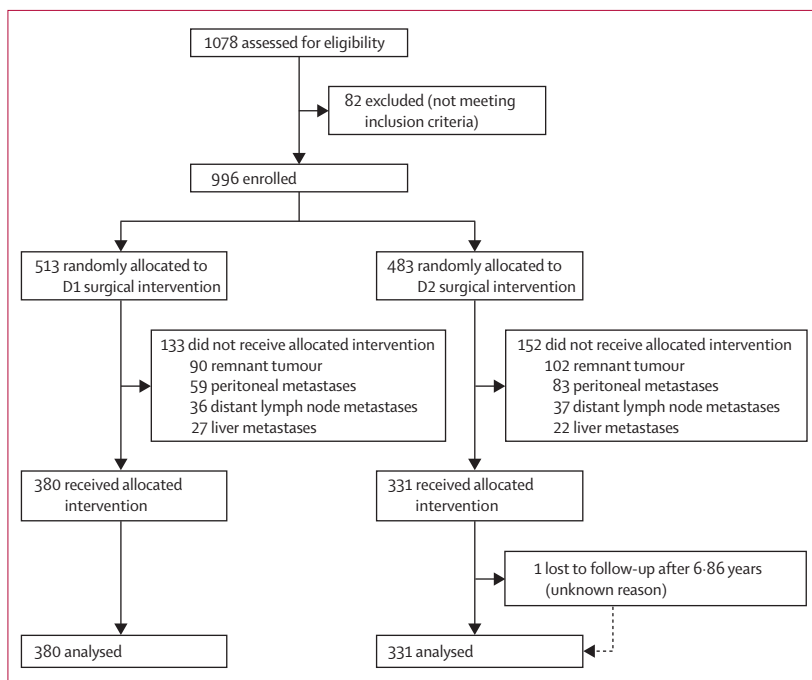 1078 assessed for eligibility
82 excluded (not meeting
inclusion criteria)
996 enrolled
513 randomly allocated to
D1 surgical intervention
483 randomly allocated to
D2 surgical intervention
133 did not receive allocated intervention
90 remnant tumour
59 peritoneal metastases
36 distant lymph node metastases
27 liver metastases
152 did not receive allocated intervention
102 remnant tumour
83 peritoneal metastases
37 distant lymph node metastases
22 liver metastases
380 received allocated
intervention
331 received allocated
intervention
1 lost to follow-up after 6·86 years
(unknown reason)
380 analysed
331 analysed